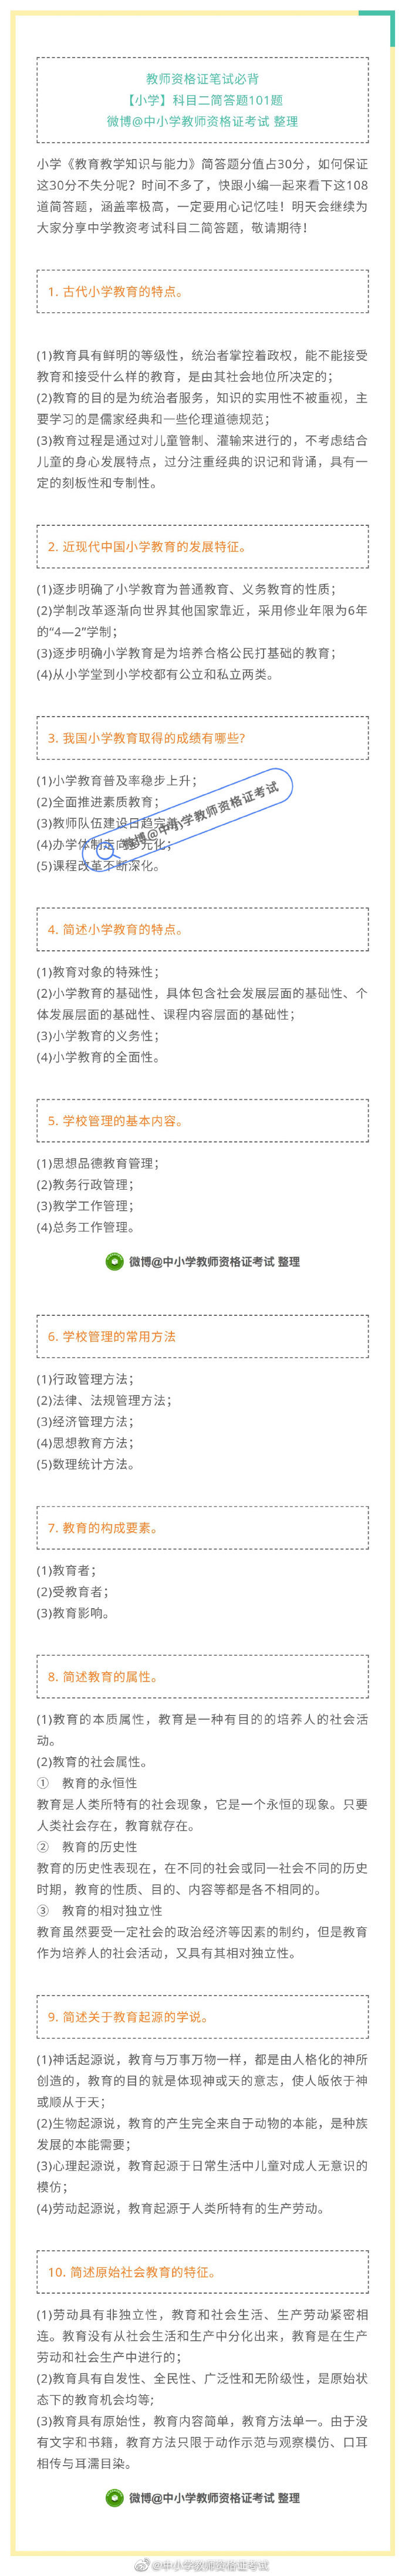 教师资格证笔试必背
【小学】科目二简答题101题
微博@中小学教师资格证考试 整理
小学《教育教学知识与能力》简答题分值占30分，如何保证
这30分不失分呢？时间不多了，快跟小编一起来看下这108
道简答题，涵盖率极高，一定要用心记忆哇！明天会继续为
大家分享中学教资考试科目二简答题，敬请期待！
1. 古代小学教育的特点。
(1)教育具有鲜明的等级性，统治者掌控着政权，能不能接受
教育和接受什么样的教育，是由其社会地位所决定的；
(2)教育的目的是为统治者服务，知识的实用性不被重视，主
要学习的是儒家经典和一些伦理道德规范；
(3)教育过程是通过对儿童管制、灌输来进行的，不考虑结合
儿童的身心发展特点，过分注重经典的识记和背诵，具有一
定的刻板性和专制性。
2. 近现代中国小学教育的发展特征。
(1)逐步明确了小学教育为普通教育、义务教育的性质；
(2)学制改革逐渐向世界其他国家靠近，采用修业年限为6年
的“4—2”学制；
(3)逐步明确小学教育是为培养合格公民打基础的教育；
(4)从小学堂到小学校都有公立和私立两类。
3. 我国小学教育取得的成绩有哪些?
(1)小学教育普及率稳步上升；
(2)全面推进素质教育；
(3)教师队伍建设日趋完善；
(4)办学体制走向多元化；
(5)课程改革不断深化。
微博@中小学教师资格证考试
4. 简述小学教育的特点。
(1)教育对象的特殊性；
(2)小学教育的基础性，具体包含社会发展层面的基础性、个
体发展层面的基础性、课程内容层面的基础性；
(3)小学教育的义务性；
(4)小学教育的全面性。
5. 学校管理的基本内容。
(1)思想品德教育管理；
(2)教务行政管理；
(3)教学工作管理；
(4)总务工作管理。
微博@中小学教师资格证考试 整理
6. 学校管理的常用方法
(1)行政管理方法；
(2)法律、法规管理方法；
(3)经济管理方法；
(4)思想教育方法；
(5)数理统计方法。
7. 教育的构成要素。
(1)教育者；
(2)受教育者；
(3)教育影响。
8. 简述教育的属性。
(1)教育的本质属性，教育是一种有目的的培养人的社会活
动。
(2)教育的社会属性。
① 教育的永恒性
教育是人类所特有的社会现象，它是一个永恒的现象。只要
人类社会存在，教育就存在。
② 教育的历史性
教育的历史性表现在，在不同的社会或同一社会不同的历史
时期，教育的性质、目的、内容等都是各不相同的。
③ 教育的相对独立性
教育虽然要受一定社会的政治经济等因素的制约，但是教育
作为培养人的社会活动，又具有其相对独立性。
9. 简述关于教育起源的学说。
(1)神话起源说，教育与万事万物一样，都是由人格化的神所
创造的，教育的目的就是体现神或天的意志，使人皈依于神
或顺从于天；
(2)生物起源说，教育的产生完全来自于动物的本能，是种族
发展的本能需要；
(3)心理起源说，教育起源于日常生活中儿童对成人无意识的
模仿；
(4)劳动起源说，教育起源于人类所特有的生产劳动。
10. 简述原始社会教育的特征。
(1)劳动具有非独立性，教育和社会生活、生产劳动紧密相
连。教育没有从社会生活和生产中分化出来，教育是在生产
劳动和社会生产中进行的；
(2)教育具有自发性、全民性、广泛性和无阶级性，是原始状
态下的教育机会均等；
(3)教育具有原始性，教育内容简单，教育方法单一。由于没
有文字和书籍，教育方法只限于动作示范与观察模仿、口耳
相传与耳濡目染。
微博@中小学教师资格证考试 整理
@中小学教师资格证考试